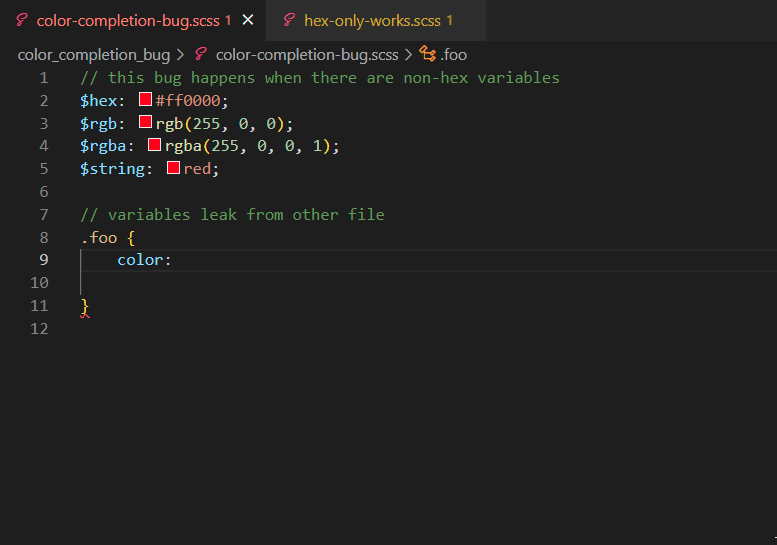 color-completion-bug.scss 1 hex-only-works.scss 1
color_completion_bug > color-completion-bug.scss > .foo
1 // this bug happens when there are non-hex variables
2 $hex: #ff0000;
3 $rgb: rgb(255, 0, 0);
4 $rgba: rgba(255, 0, 0, 1);
5 $string: red;
6
7 // variables leak from other file
8 .foo {
9 color:
10
11 }
12